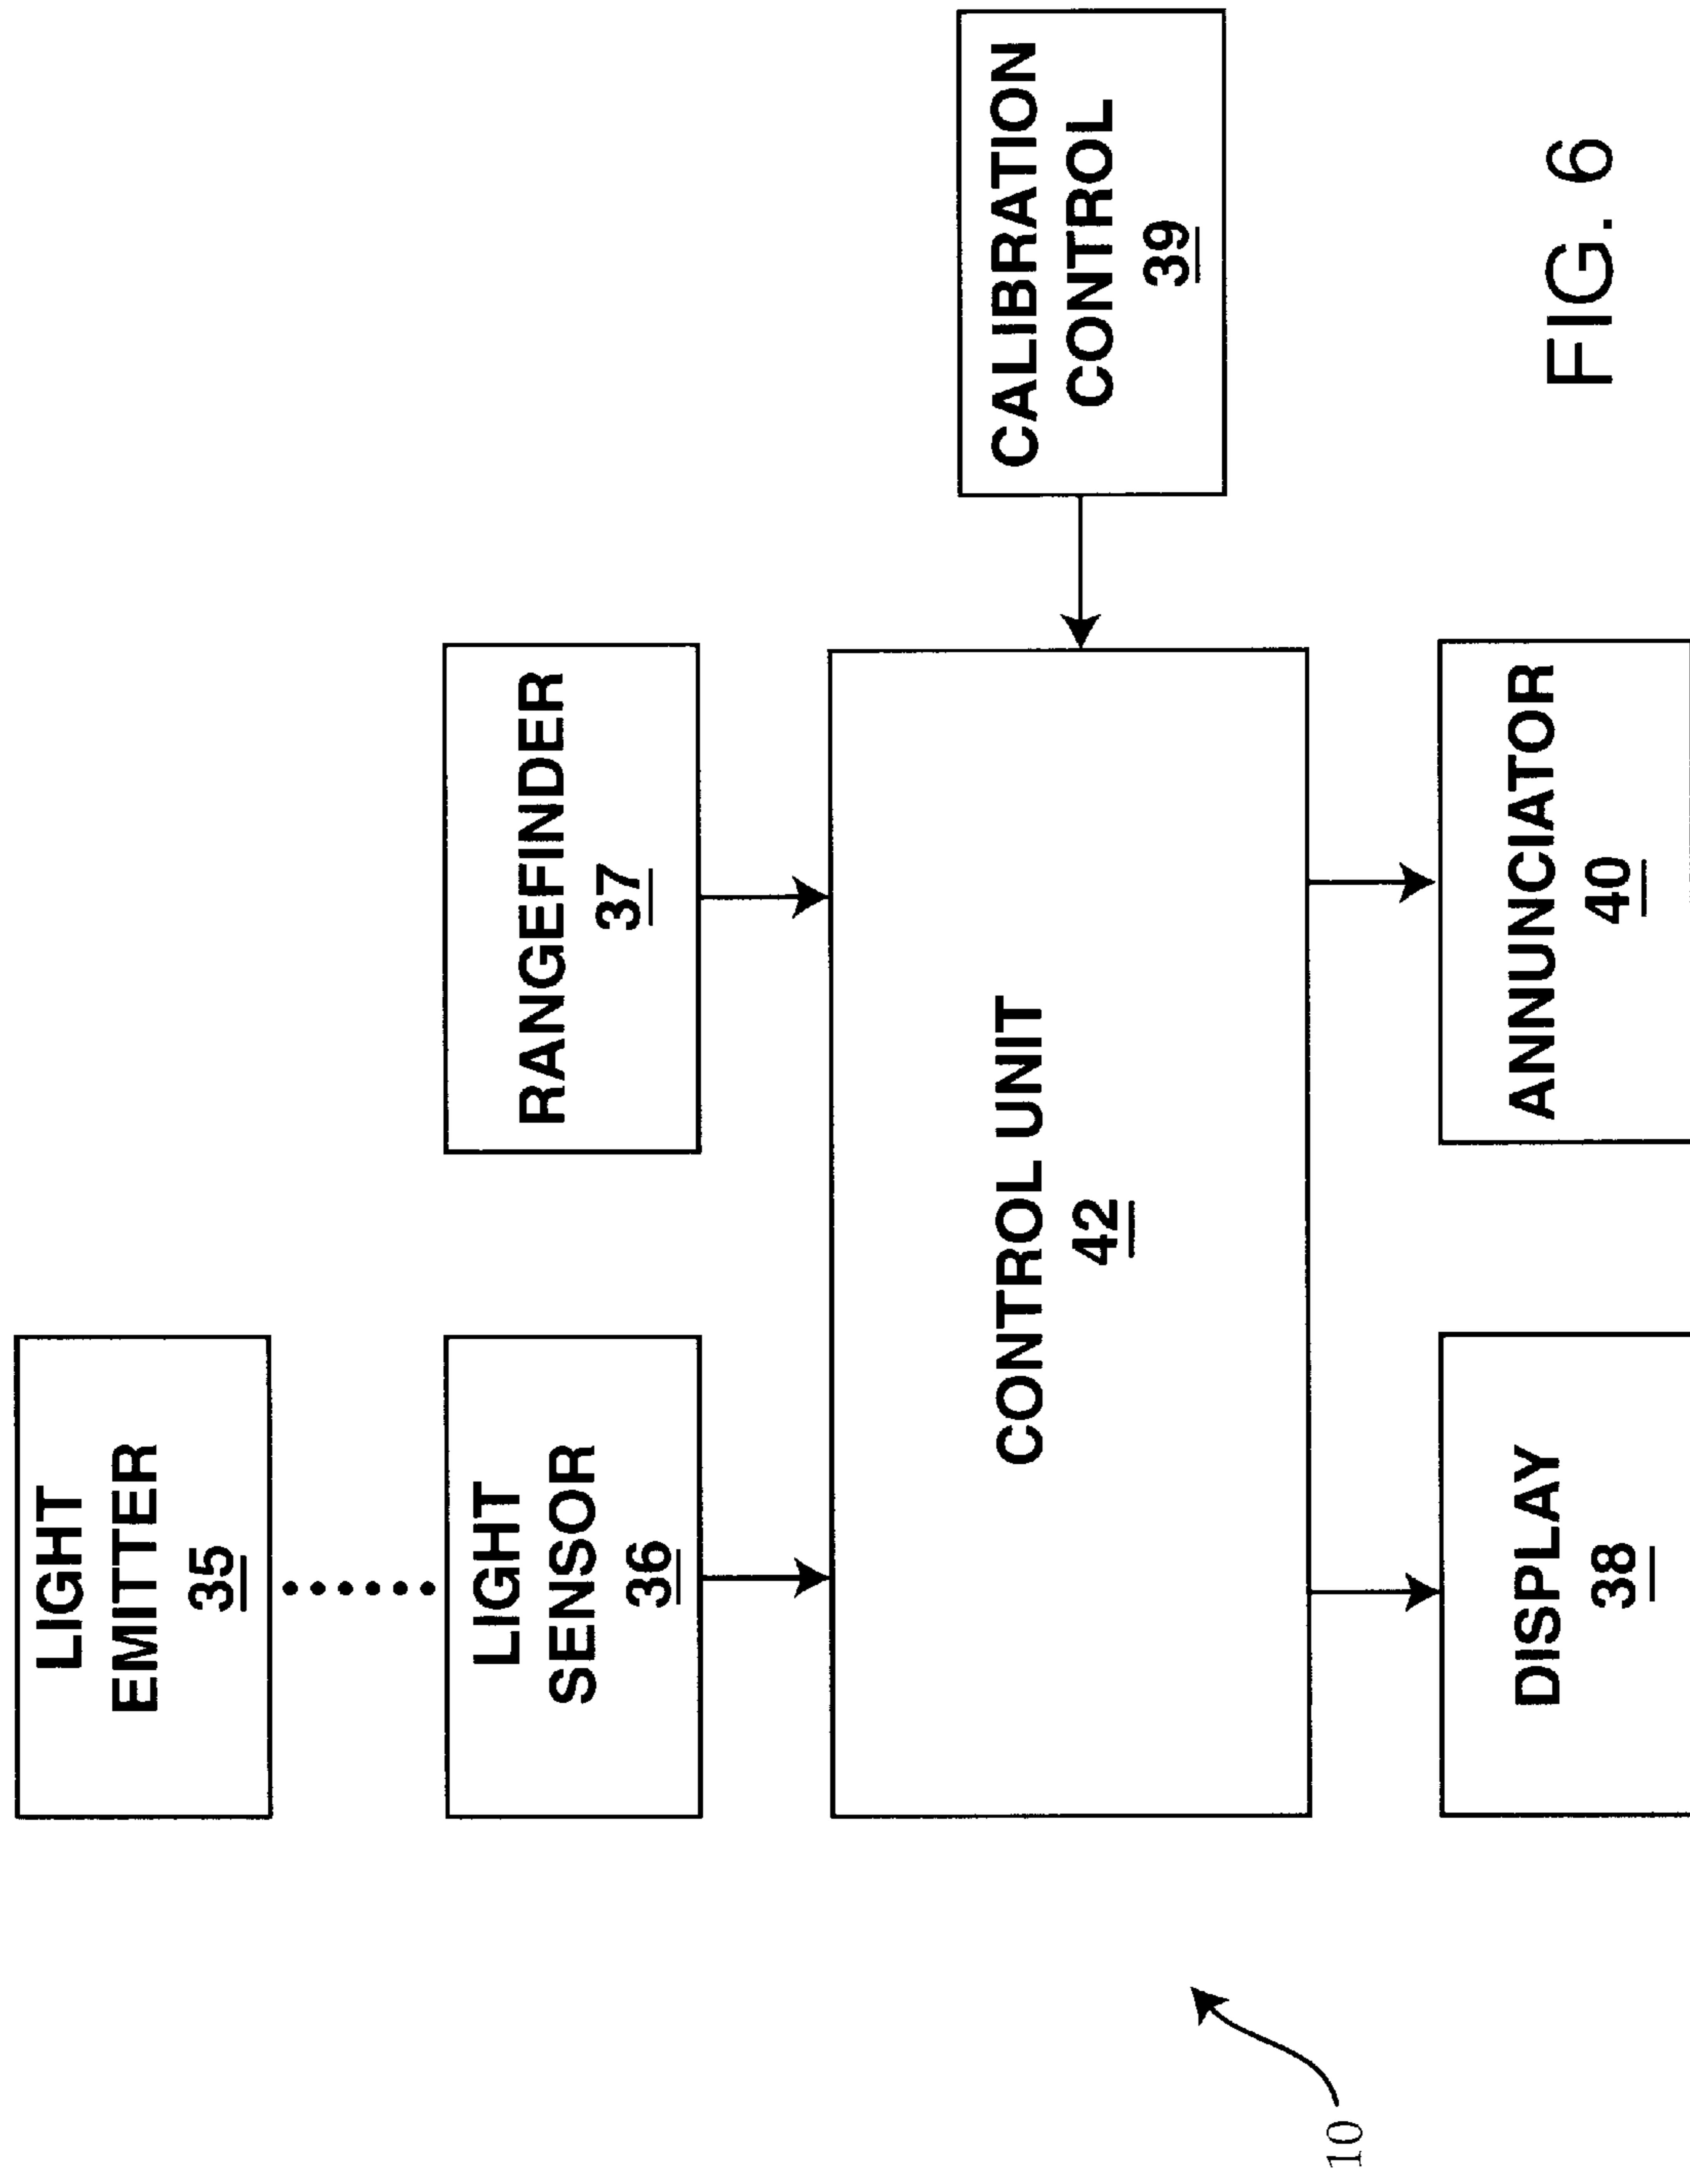 LIGHT
EMITTER
35
LIGHT
SENSOR
36
RANGEFINDER
37
CONTROL UNIT
42
CALIBRATION
CONTROL
39
DISPLAY
38
ANNUNCIATOR
40
10
FIG. 6